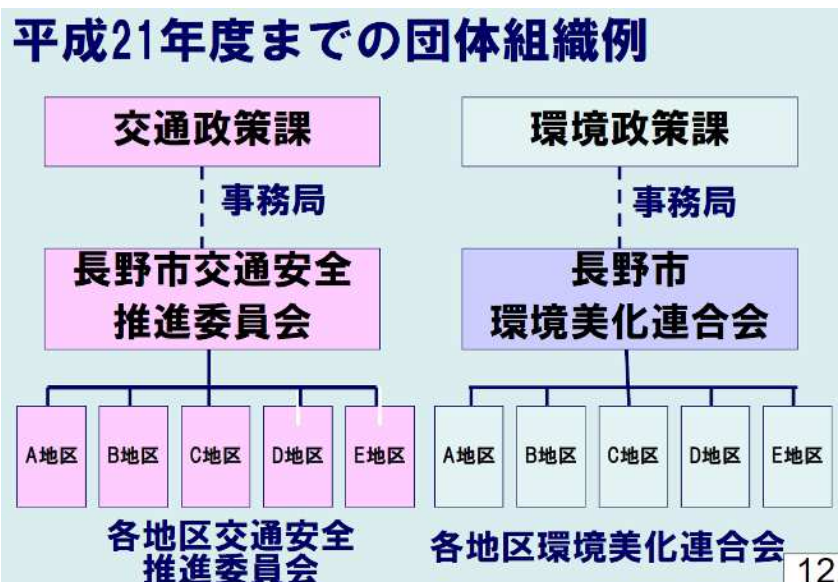 平成21年度までの団体組織例
交通政策課
環境政策課
事務局
事務局
長野市交通安全
推進委員会
長野市
環境美化連合会
A地区 B地区 C地区 D地区 E地区
A地区 B地区 C地区 D地区 E地区
各地区交通安全
推進委員会
各地区環境美化連合会
12